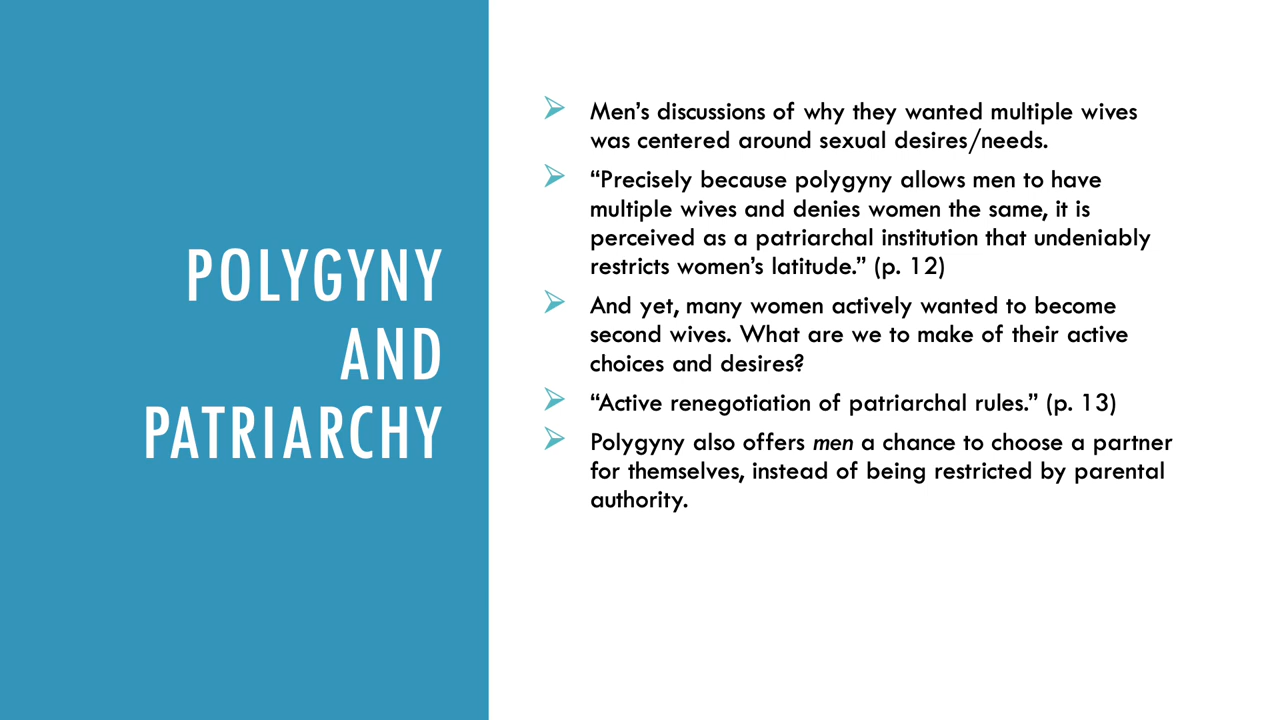 POLYGYNY
AND
PATRIARCHY
Men’s discussions of why they wanted multiple wives
was centered around sexual desires/needs.
“Precisely because polygyny allows men to have
multiple wives and denies women the same, it is
perceived as a patriarchal institution that undeniably
restricts women’s latitude.” (p. 12)
And yet, many women actively wanted to become
second wives. What are we to make of their active
choices and desires?
“Active renegotiation of patriarchal rules.” (p. 13)
Polygyny also offers men a chance to choose a partner
for themselves, instead of being restricted by parental
authority.